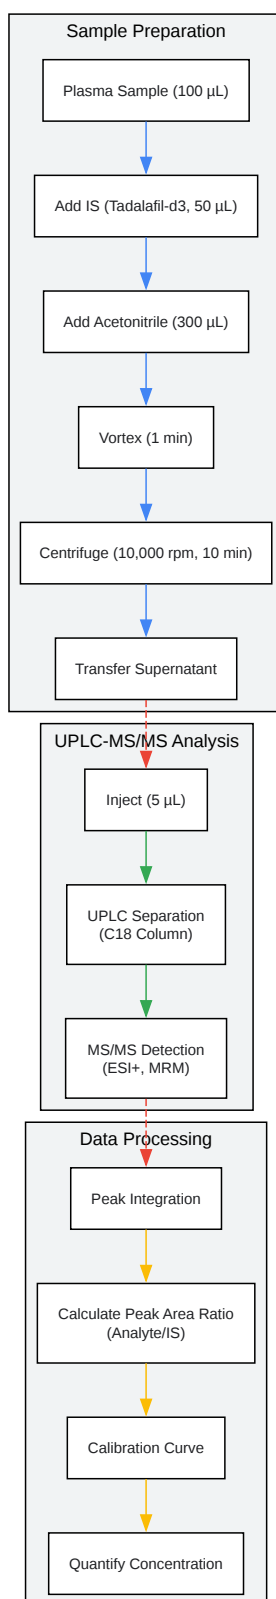 Sample Preparation
Plasma Sample (100 µL)
Add IS (Tadalafil-d3, 50 µL)
Add Acetonitrile (300 µL)
Vortex (1 min)
Centrifuge (10,000 rpm, 10 min)
Transfer Supernatant
UPLC-MS/MS Analysis
Inject (5 µL)
UPLC Separation
(C18 Column)
MS/MS Detection
(ESI+, MRM)
Data Processing
Peak Integration
Calculate Peak Area Ratio
(Analyte/IS)
Calibration Curve
Quantify Concentration